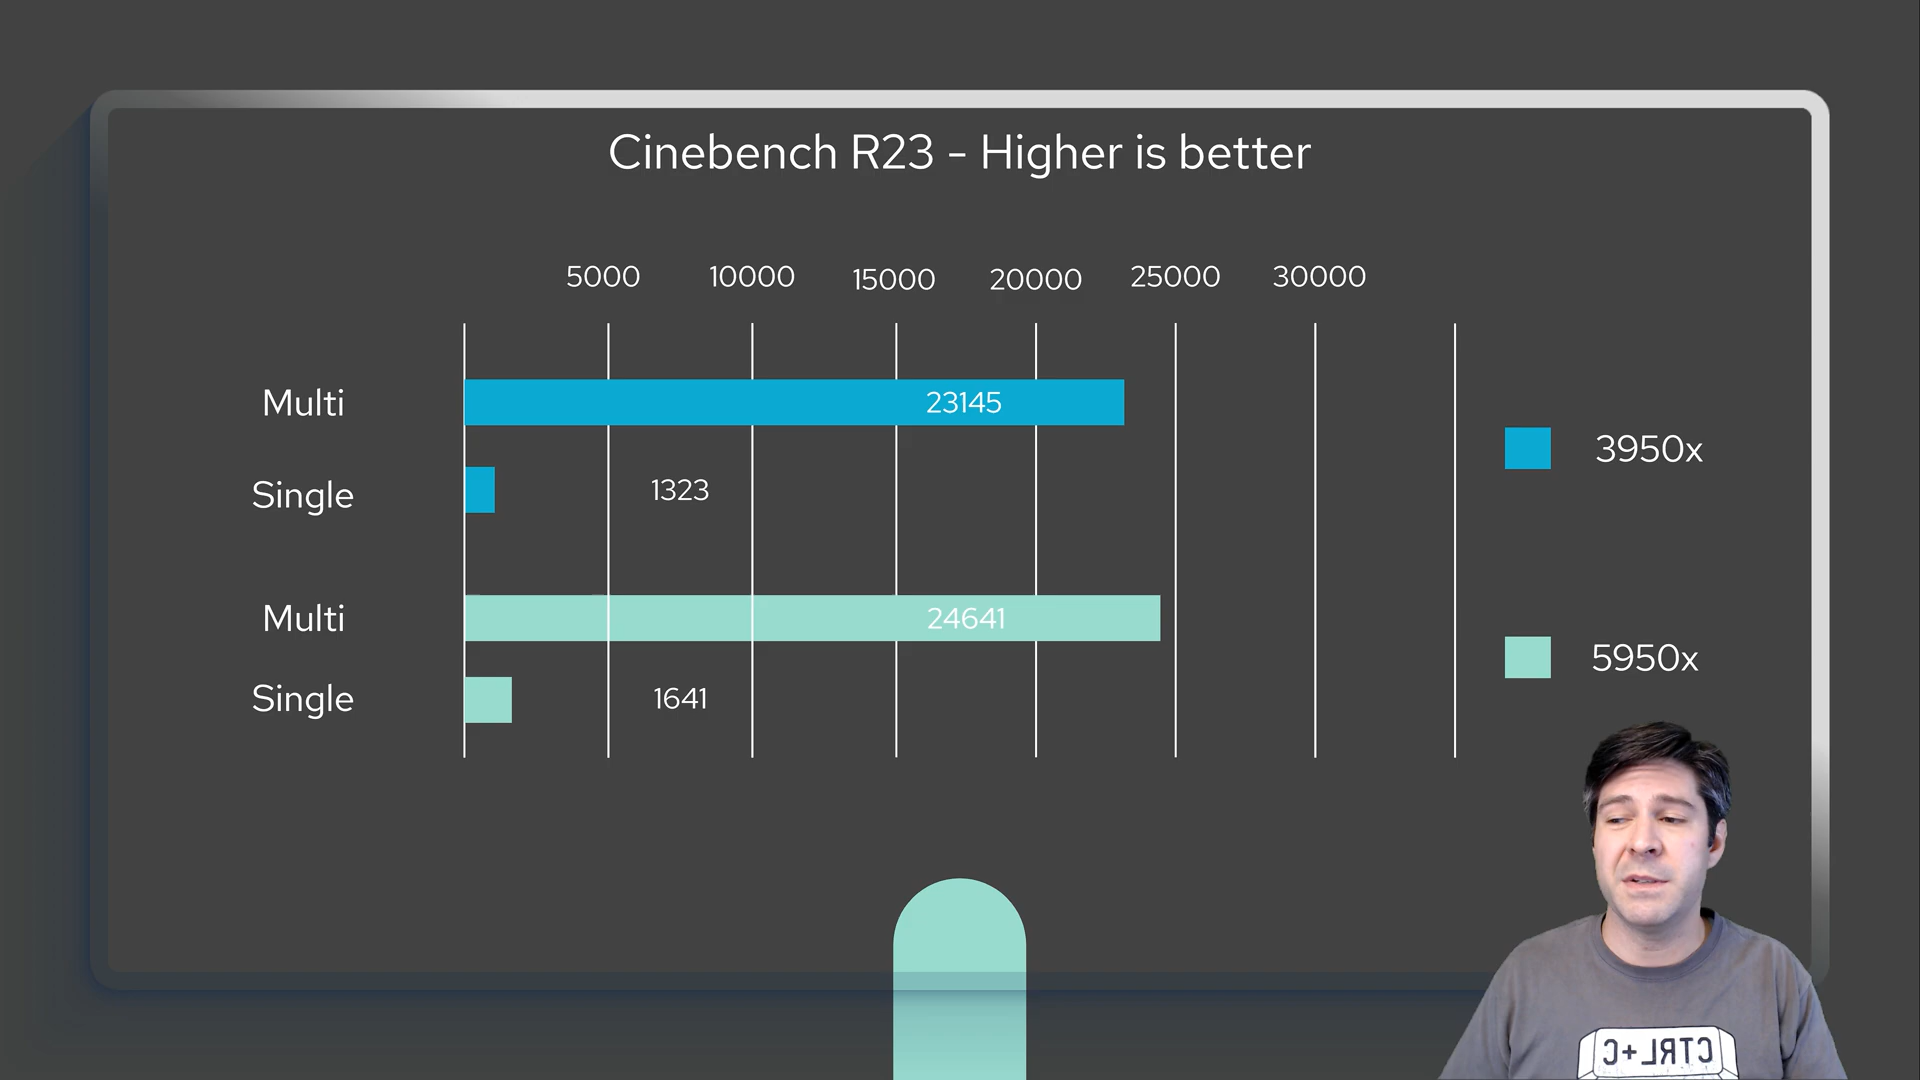 Cinebench R23 - Higher is better
5000 10000 15000 20000 25000 30000
Multi 23145
3950x
Single 1323
Multi 24641
5950x
Single 1641
CTRL+C